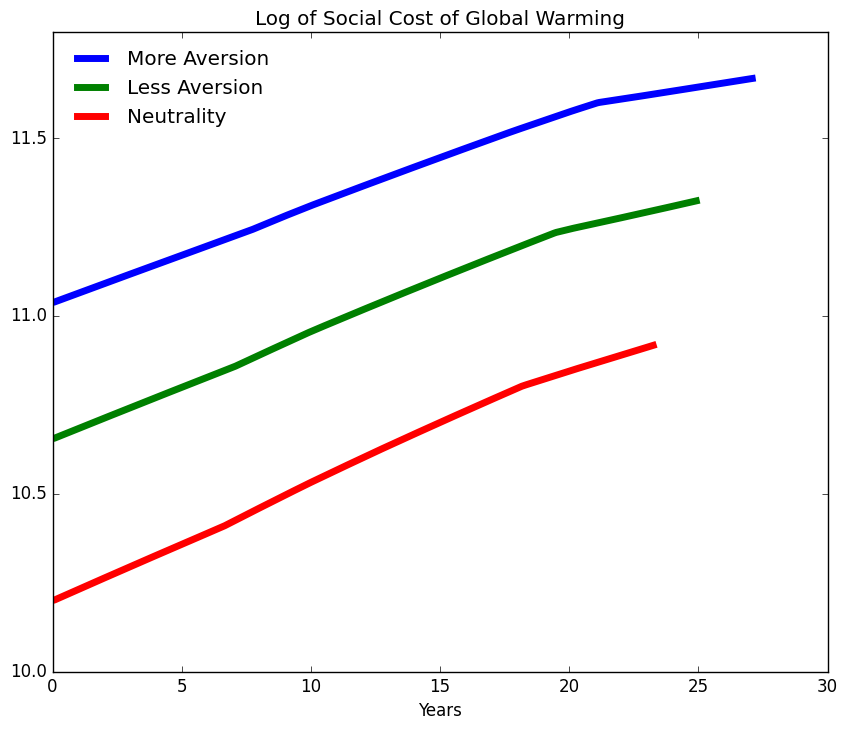 Log of Social Cost of Global Warming
More Aversion
Less Aversion
Neutrality
11.5
11.0
10.5
10.0
0 5 10 15 20 25 30
Years